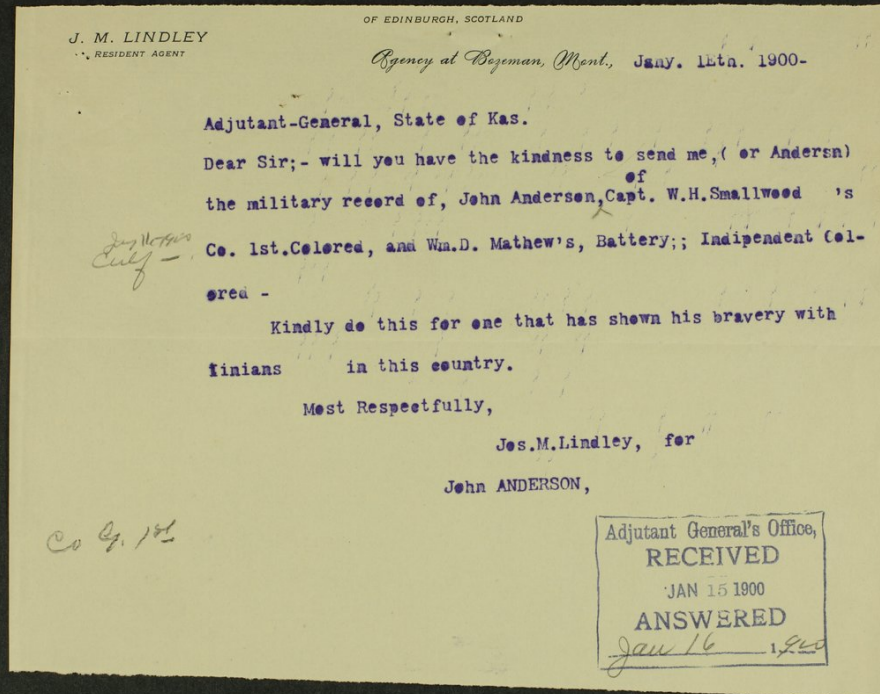 OF EDINBURGH, SCOTLAND
J. M. LINDLEY
RESIDENT AGENT
Agency at Bozeman, Mont., Jany. 1Eth. 1900-
Adjutant-General, State of Kas.
Dear Sir;- will you have the kindness to send me,( or Andersn)
of
the military record of, John Anderson,Capt. W.H.Smallwood 's
Co. 1st.Colored, and Wm.D. Mathew's, Battery;; Indipendent Col-
ored -
Kindly do this for one that has shown his bravery with
Iinians in this country.
Most Respectfully,
Jos.M.Lindley, for
John ANDERSON,
Co G. 1st
Adjutant General's Office,
RECEIVED
JAN 15 1900
ANSWERED
Jan 16 1900